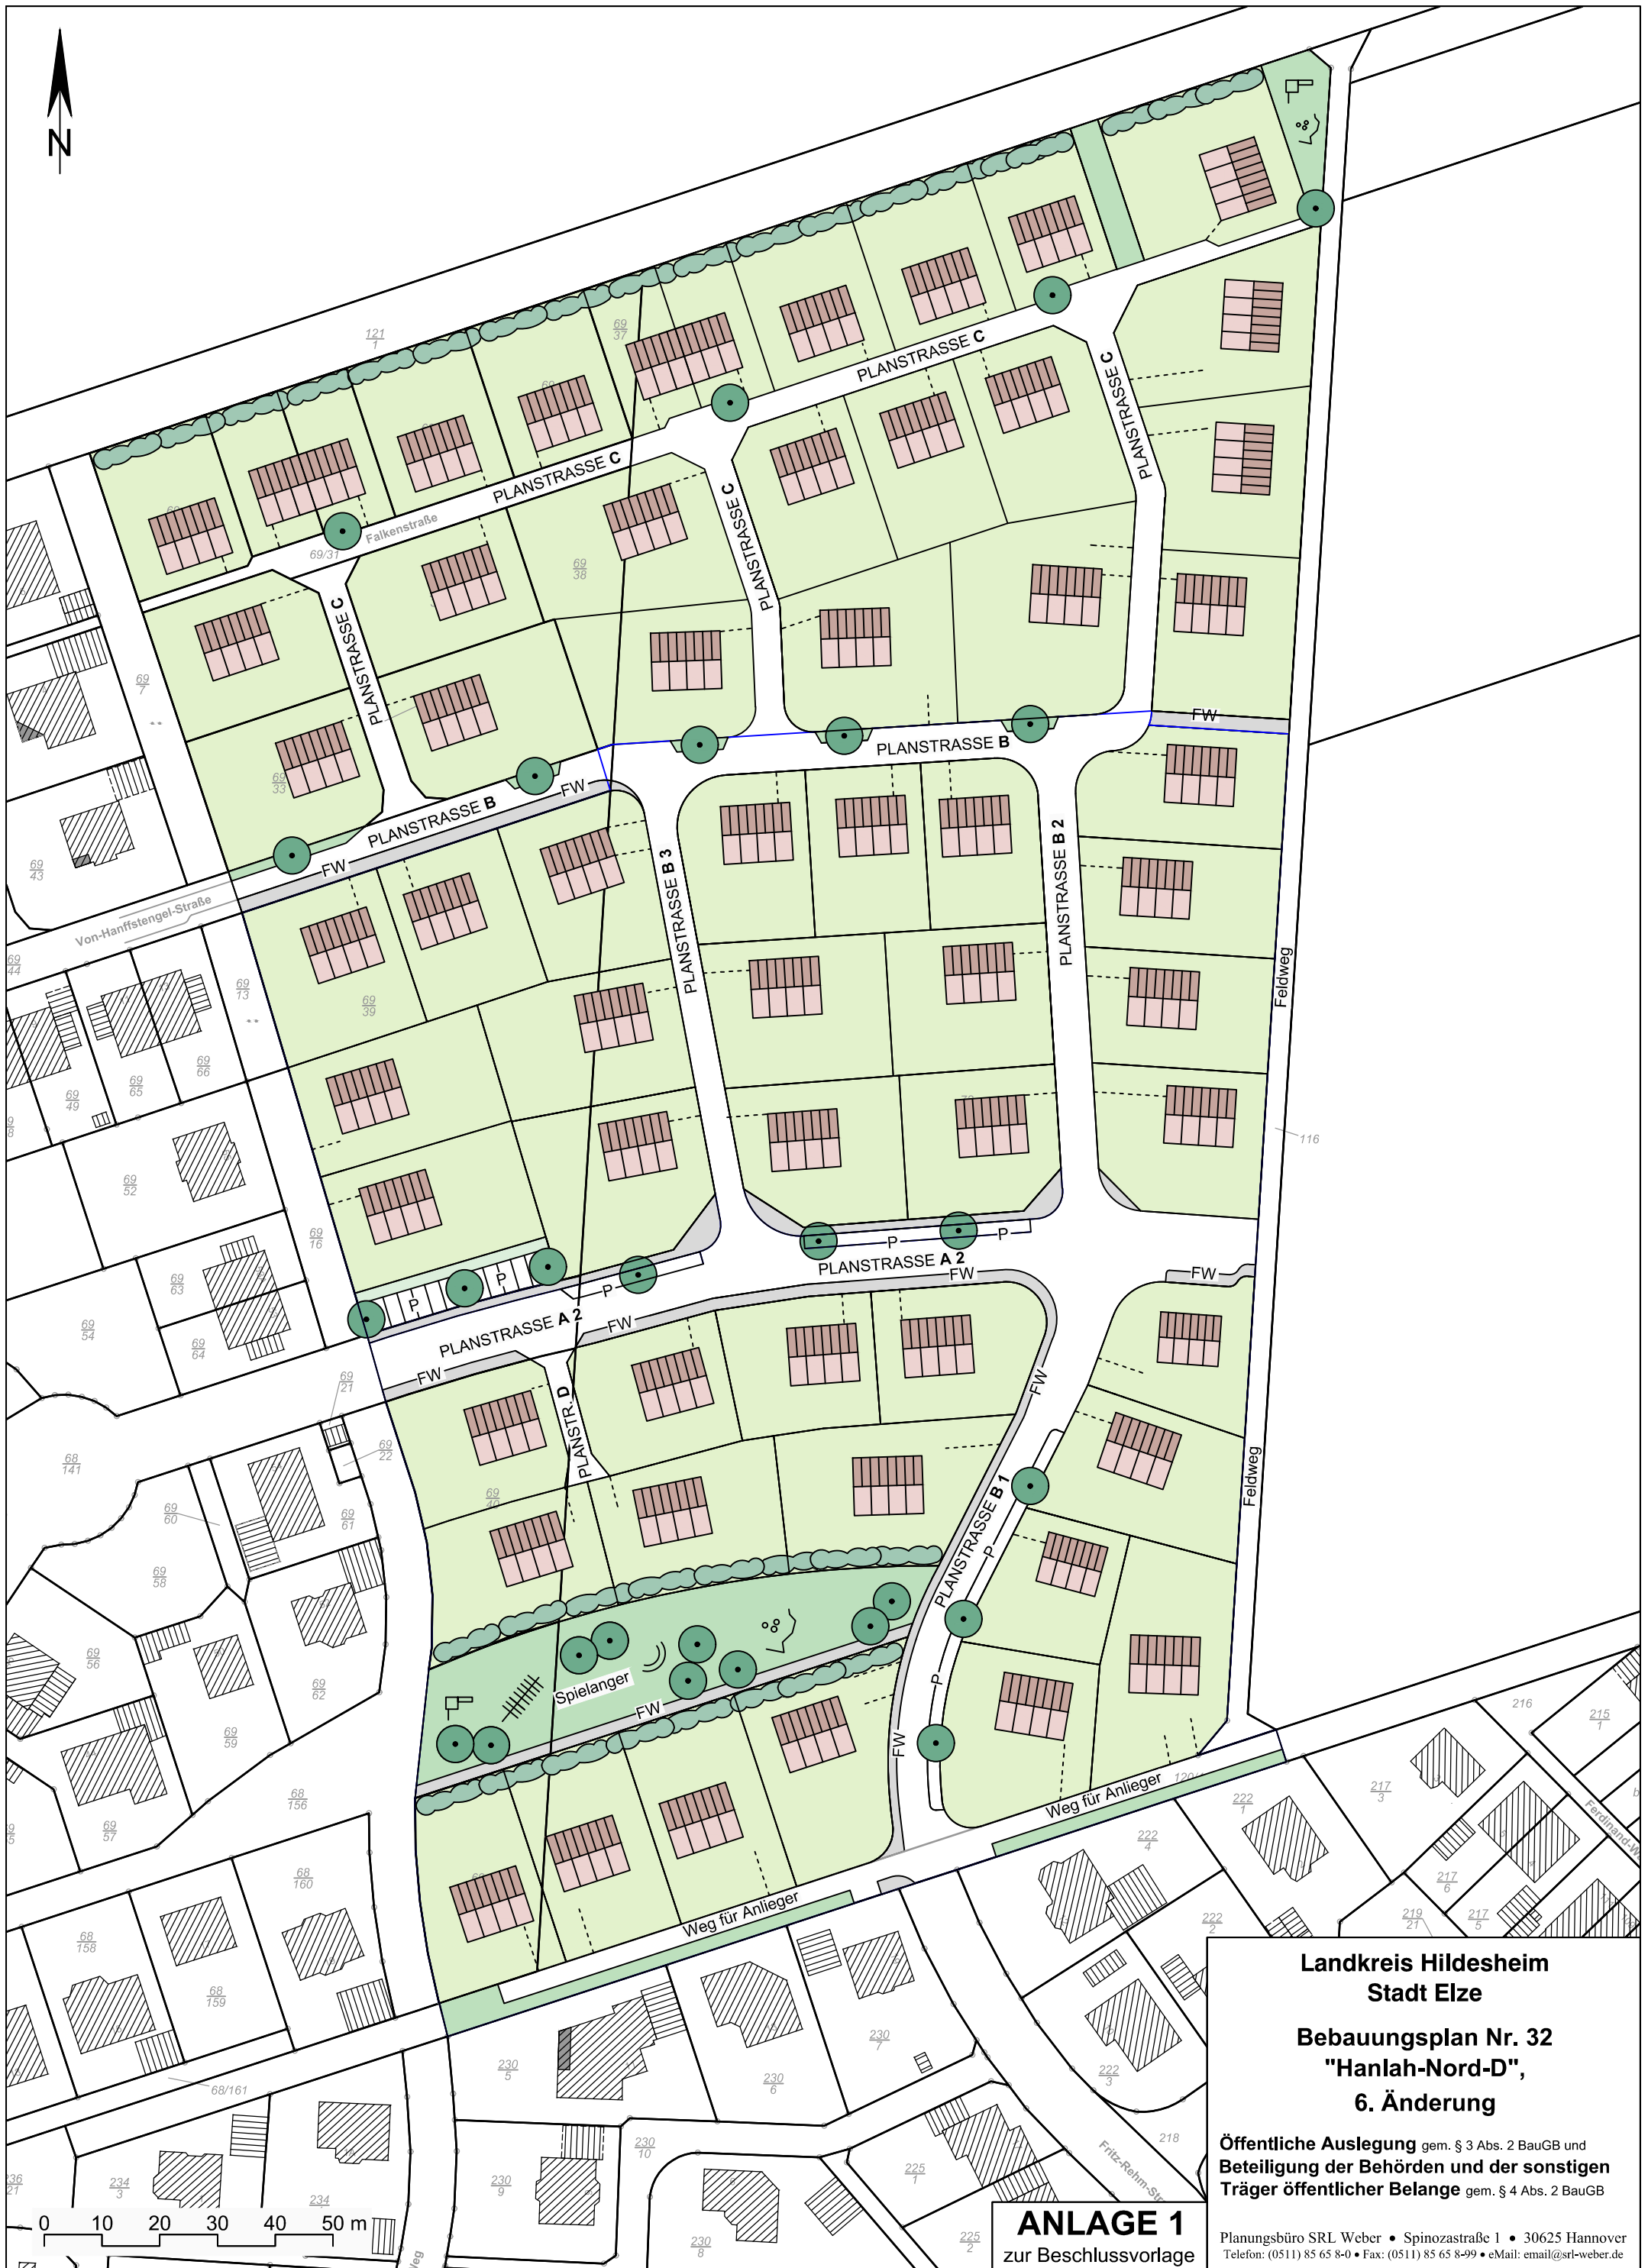 N
121
1
69
37
PLANSTRASSE C
PLANSTRASSE C
PLANSTRASSE C
PLANSTRASSE C
PLANSTRASSE C
Falkenstraße
69/31
69
38
69
7
69
33
FW
PLANSTRASSE B
PLANSTRASSE B
FW
FW
69
43
Von-Hanffstengel-Straße
PLANSTRASSE B 3
PLANSTRASSE B 2
69
44
69
13
69
39
69
66
69
65
69
49
Feldweg
116
69
52
69
16
69
63
69
54
69
64
P
P
P
P
P
PLANSTRASSE A 2
PLANSTRASSE A 2
FW
FW
FW
FW
FW
PLANSTR. D
69
21
69
22
68
141
69
60
69
61
69
58
69
40
Feldweg
PLANSTRASSE B 1
P
P
69
56
69
62
69
59
Spielanger
FW
FW
216
215
1
68
156
69
57
Weg für Anlieger
217
3
222
1
222
4
Weg für Anlieger
68
160
68
158
68
159
217
6
219
21
217
5
222
2
230
7
230
5
230
6
222
3
68/161
218
Fritz-Rehm-Str
230
10
225
1
234
3
234
230
9
230
8
225
2
0 10 20 30 40 50 m
Landkreis Hildesheim
Stadt Elze
Bebauungsplan Nr. 32
"Hanlah-Nord-D",
6. Änderung
Öffentliche Auslegung gem. § 3 Abs. 2 BauGB und
Beteiligung der Behörden und der sonstigen
Träger öffentlicher Belange gem. § 4 Abs. 2 BauGB
Planungsbüro SRL Weber • Spinozastraße 1 • 30625 Hannover
Telefon: (0511) 85 65 8-0 • Fax: (0511) 85 65 8-99 • eMail: email@srl-weber.de
ANLAGE 1
zur Beschlussvorlage